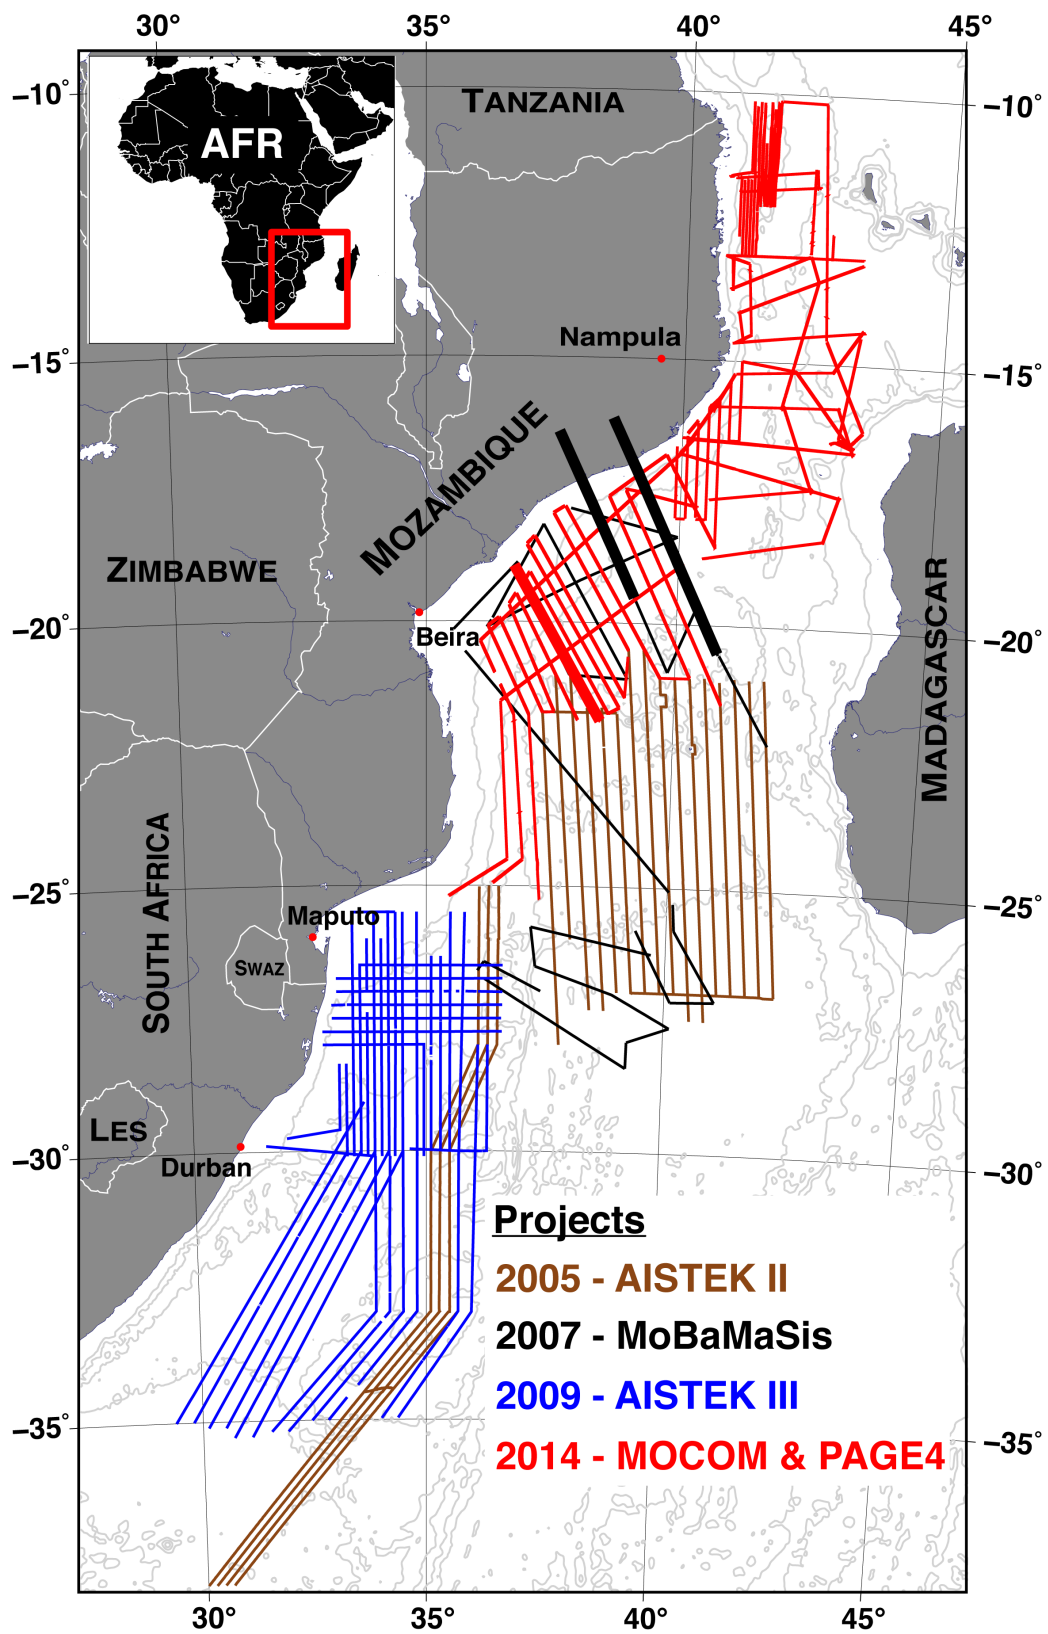 30° 35° 40° 45°
−10° −10°
TANZANIA
AFR
Nampula
−15° −15°
MOZAMBIQUE
ZIMBABWE
−20° −20°
Beira
MADAGASCAR
−25° −25°
SOUTH AFRICA
Maputo
SWAZ
LES
−30° −30°
Durban
Projects
2005 - AISTEK II
2007 - MoBaMaSis
2009 - AISTEK III
−35° −35°
2014 - MOCOM & PAGE4
30° 35° 40° 45°